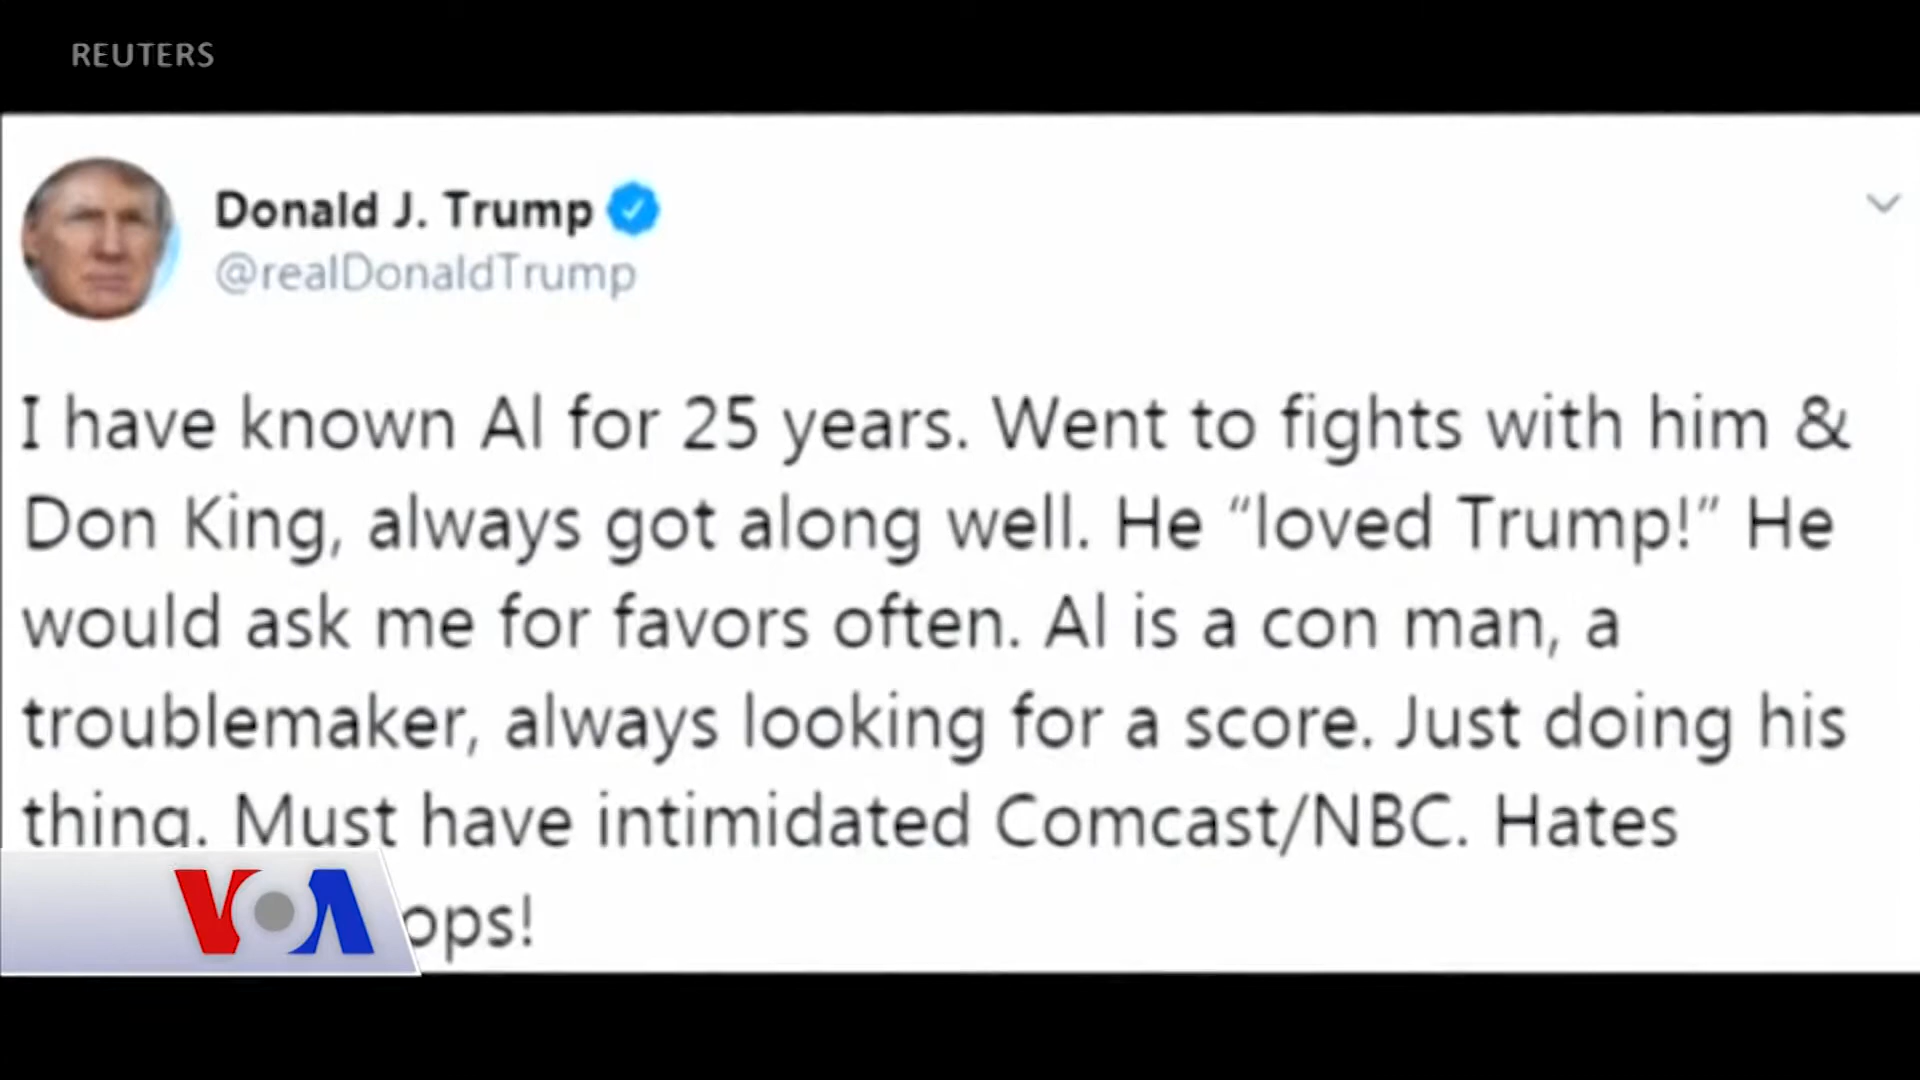 REUTERS
Donald J. Trump
@realDonaldTrump
I have known Al for 25 years. Went to fights with him &
Don King, always got along well. He “loved Trump!” He
would ask me for favors often. Al is a con man, a
troublemaker, always looking for a score. Just doing his
thing. Must have intimidated Comcast/NBC. Hates
ops!
VOA